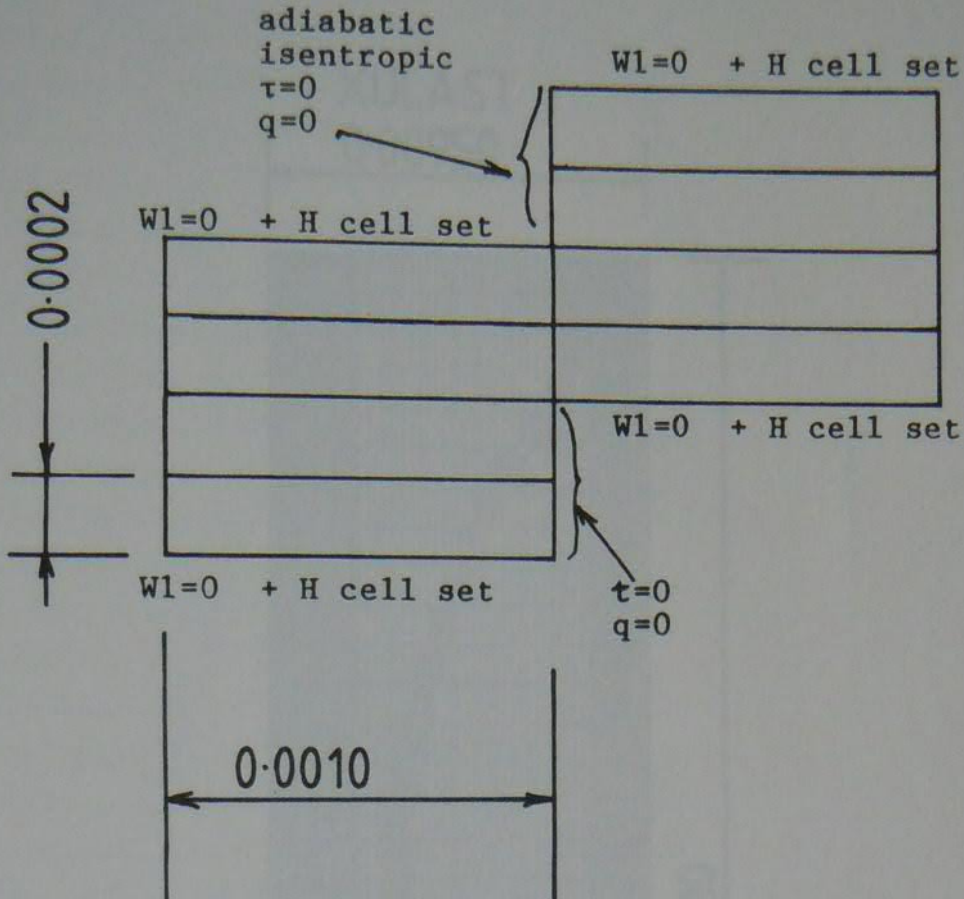 adiabatic
isentropic
τ=0
q=0
W1=0 + H cell set
W1=0 + H cell set
0·0002
W1=0 + H cell set
W1=0 + H cell set
t=0
q=0
0·0010